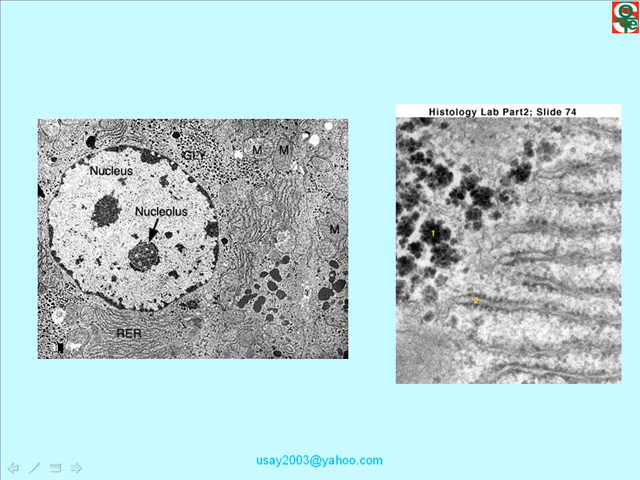 Histology Lab Part2; Slide 74
GLY
M M
Nucleus
Nucleolus
M
RER
1
2
usay2003@yahoo.com